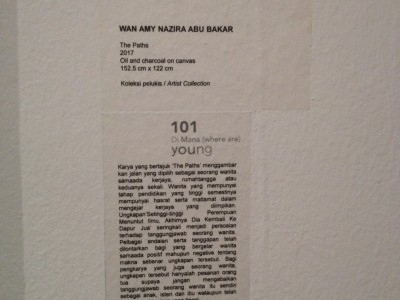 WAN AMY NAZIRA ABU BAKAR
The Paths
2017
Oil and charcoal on canvas
152.5 cm x 122 cm
Koleksi pelukis / Artist Collection
101
Di Mana (where are)
young
Karya yang bertajuk 'The Paths' menggambar
kan jalan yang dipilih sebagai seorang wanita
samaada kerjaya, rumahtangga atau
keduanya sekali. Wanita yang mempunyai
tahap pendidikan yang tinggi semestinya
mempunyai hasrat serta matlamat dalam
mengejar kerjaya yang diimpikan.
Ungkapan'Setinggi-tinggi Perempuan
Menuntut Ilmu, Akhirnya Dia Kembali Ke
Dapur Jua' seringkali menjadi persoalan
terhadap tanggungjawab seorang wanita.
Pelbagai andaian serta tanggapan telah
dilontarkan bagi yang bergelar wanita
samaada positif mahupun negative tentang
makna sebenar ungkapan tersebut. Bagi
pengkarya yang juga seorang wanita,
ungkapan tersebut hanyalah pesanan orang
tua supaya jangan mengabaikan
tanggungjawab seorang wanita itu sendiri
sebagai anak, isteri dan ibu walaupun telah